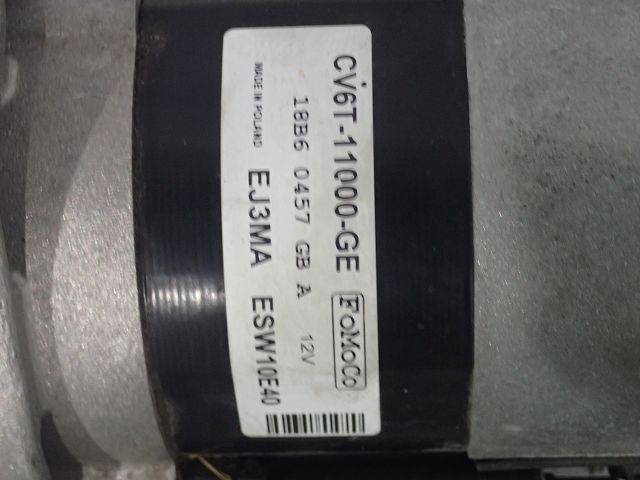 CV6T-11000-GE FoMoCo
18B6 0457 GB A 12V
MADE IN POLAND EJ3MA ESW10E40